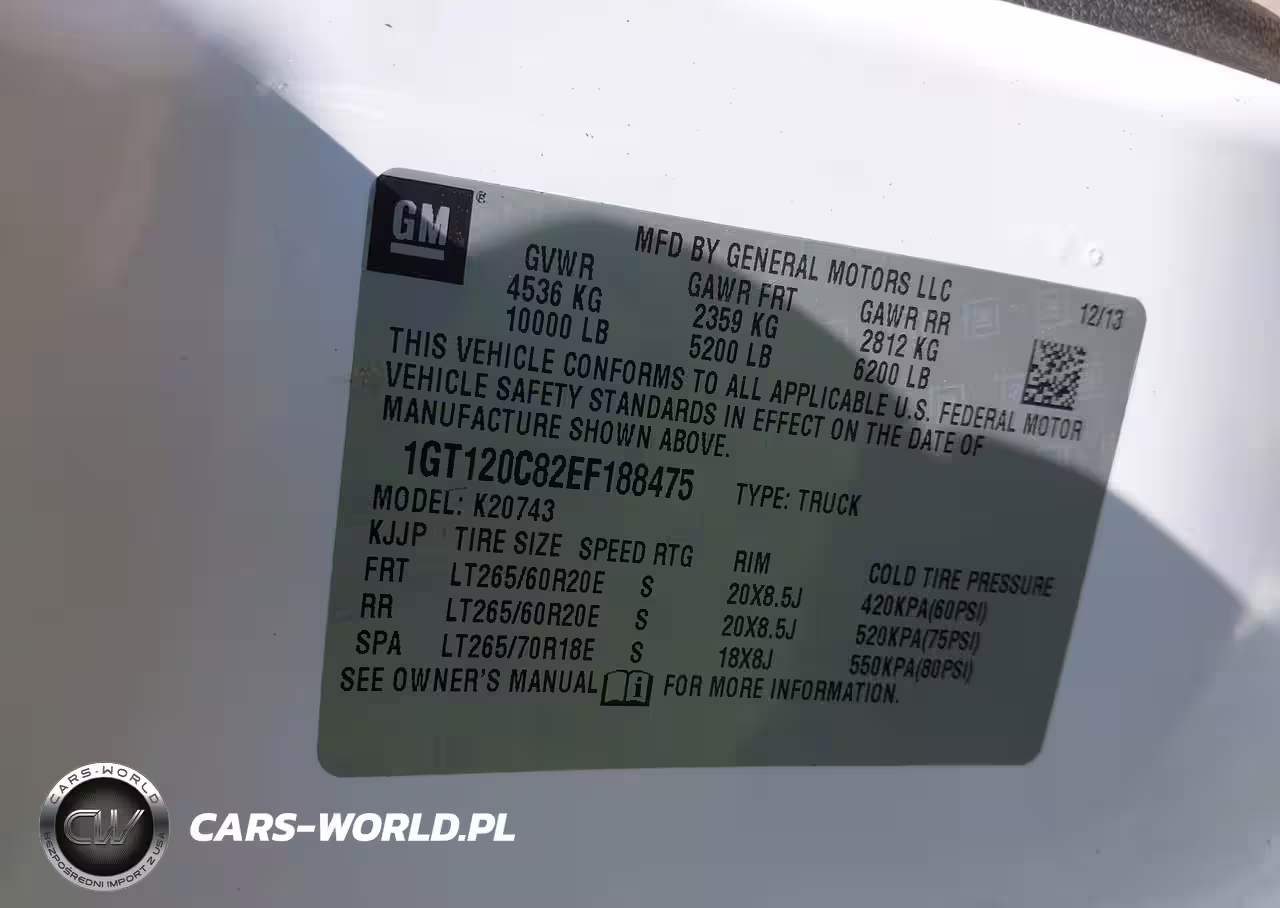 GM
MFD BY GENERAL MOTORS LLC
GVWR GAWR FRT GAWR RR 12/13
4536 KG 2359 KG 2812 KG
10000 LB 5200 LB 6200 LB
THIS VEHICLE CONFORMS TO ALL APPLICABLE U.S. FEDERAL MOTOR
VEHICLE SAFETY STANDARDS IN EFFECT ON THE DATE OF
MANUFACTURE SHOWN ABOVE.
1GT120C82EF188475 TYPE: TRUCK
MODEL: K20743
KJJP TIRE SIZE SPEED RTG RIM COLD TIRE PRESSURE
FRT LT265/60R20E S 20X8.5J 420KPA(60PSI)
RR LT265/60R20E S 20X8.5J 520KPA(75PSI)
SPA LT265/70R18E S 18X8J 550KPA(80PSI)
SEE OWNER'S MANUAL FOR MORE INFORMATION.
CARS-WORLD
CW
BEZPOŚREDNI IMPORT Z USA
CARS-WORLD.PL